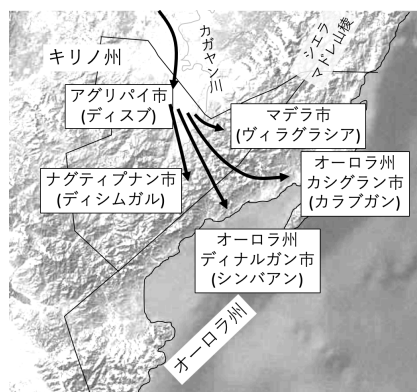 キリノ州
カガヤン川
シエラ
マドレ山稜
アグリパイ市
(ディスブ)
マデラ市
(ヴィラグラシア)
ナグティプナン市
(ディシムガル)
オーロラ州
カシグラン市
(カラブガン)
オーロラ州
ディナルガン市
(シンバアン)
オーロラ州